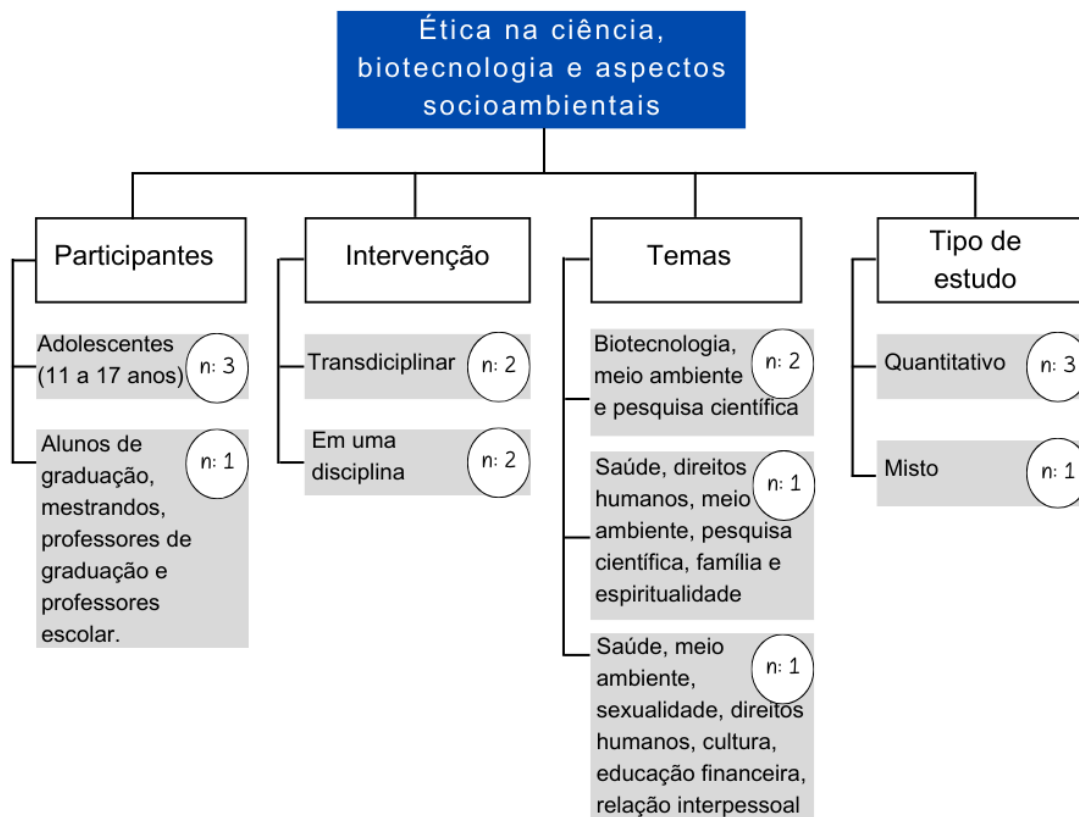 Ética na ciência,
biotecnologia e aspectos
socioambientais
Participantes
Adolescentes
(11 a 17 anos)
n: 3
Alunos de
graduação,
mestrandos,
professores de
graduação e
professores
escolar.
n: 1
Intervenção
Transdiciplinar
n: 2
Em uma
disciplina
n: 2
Temas
Biotecnologia,
meio ambiente
e pesquisa científica
n: 2
Saúde, direitos
humanos, meio
ambiente, pesquisa
científica, família e
espiritualidade
n: 1
Saúde, meio
ambiente,
sexualidade, direitos
humanos, cultura,
educação financeira,
relação interpessoal
n: 1
Tipo de
estudo
Quantitativo
n: 3
Misto
n: 1